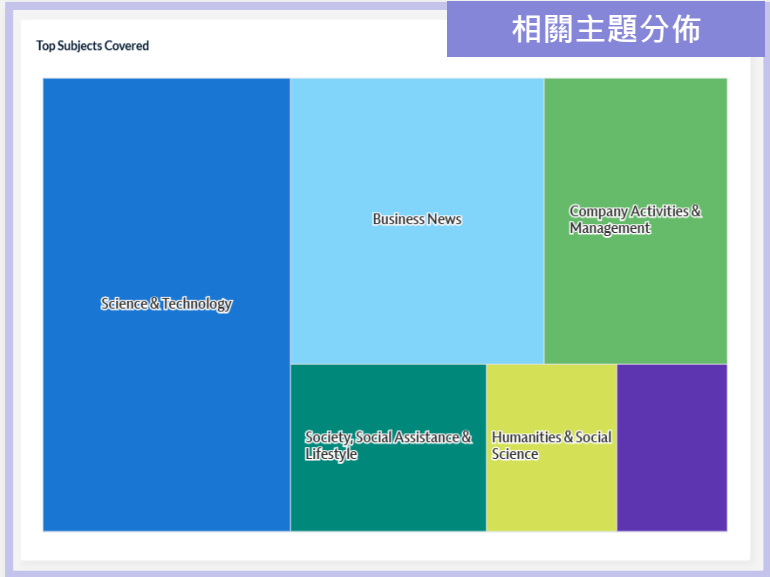 相關主題分佈
Top Subjects Covered
Science & Technology
Business News
Company Activities &
Management
Society, Social Assistance &
Lifestyle
Humanities & Social
Science